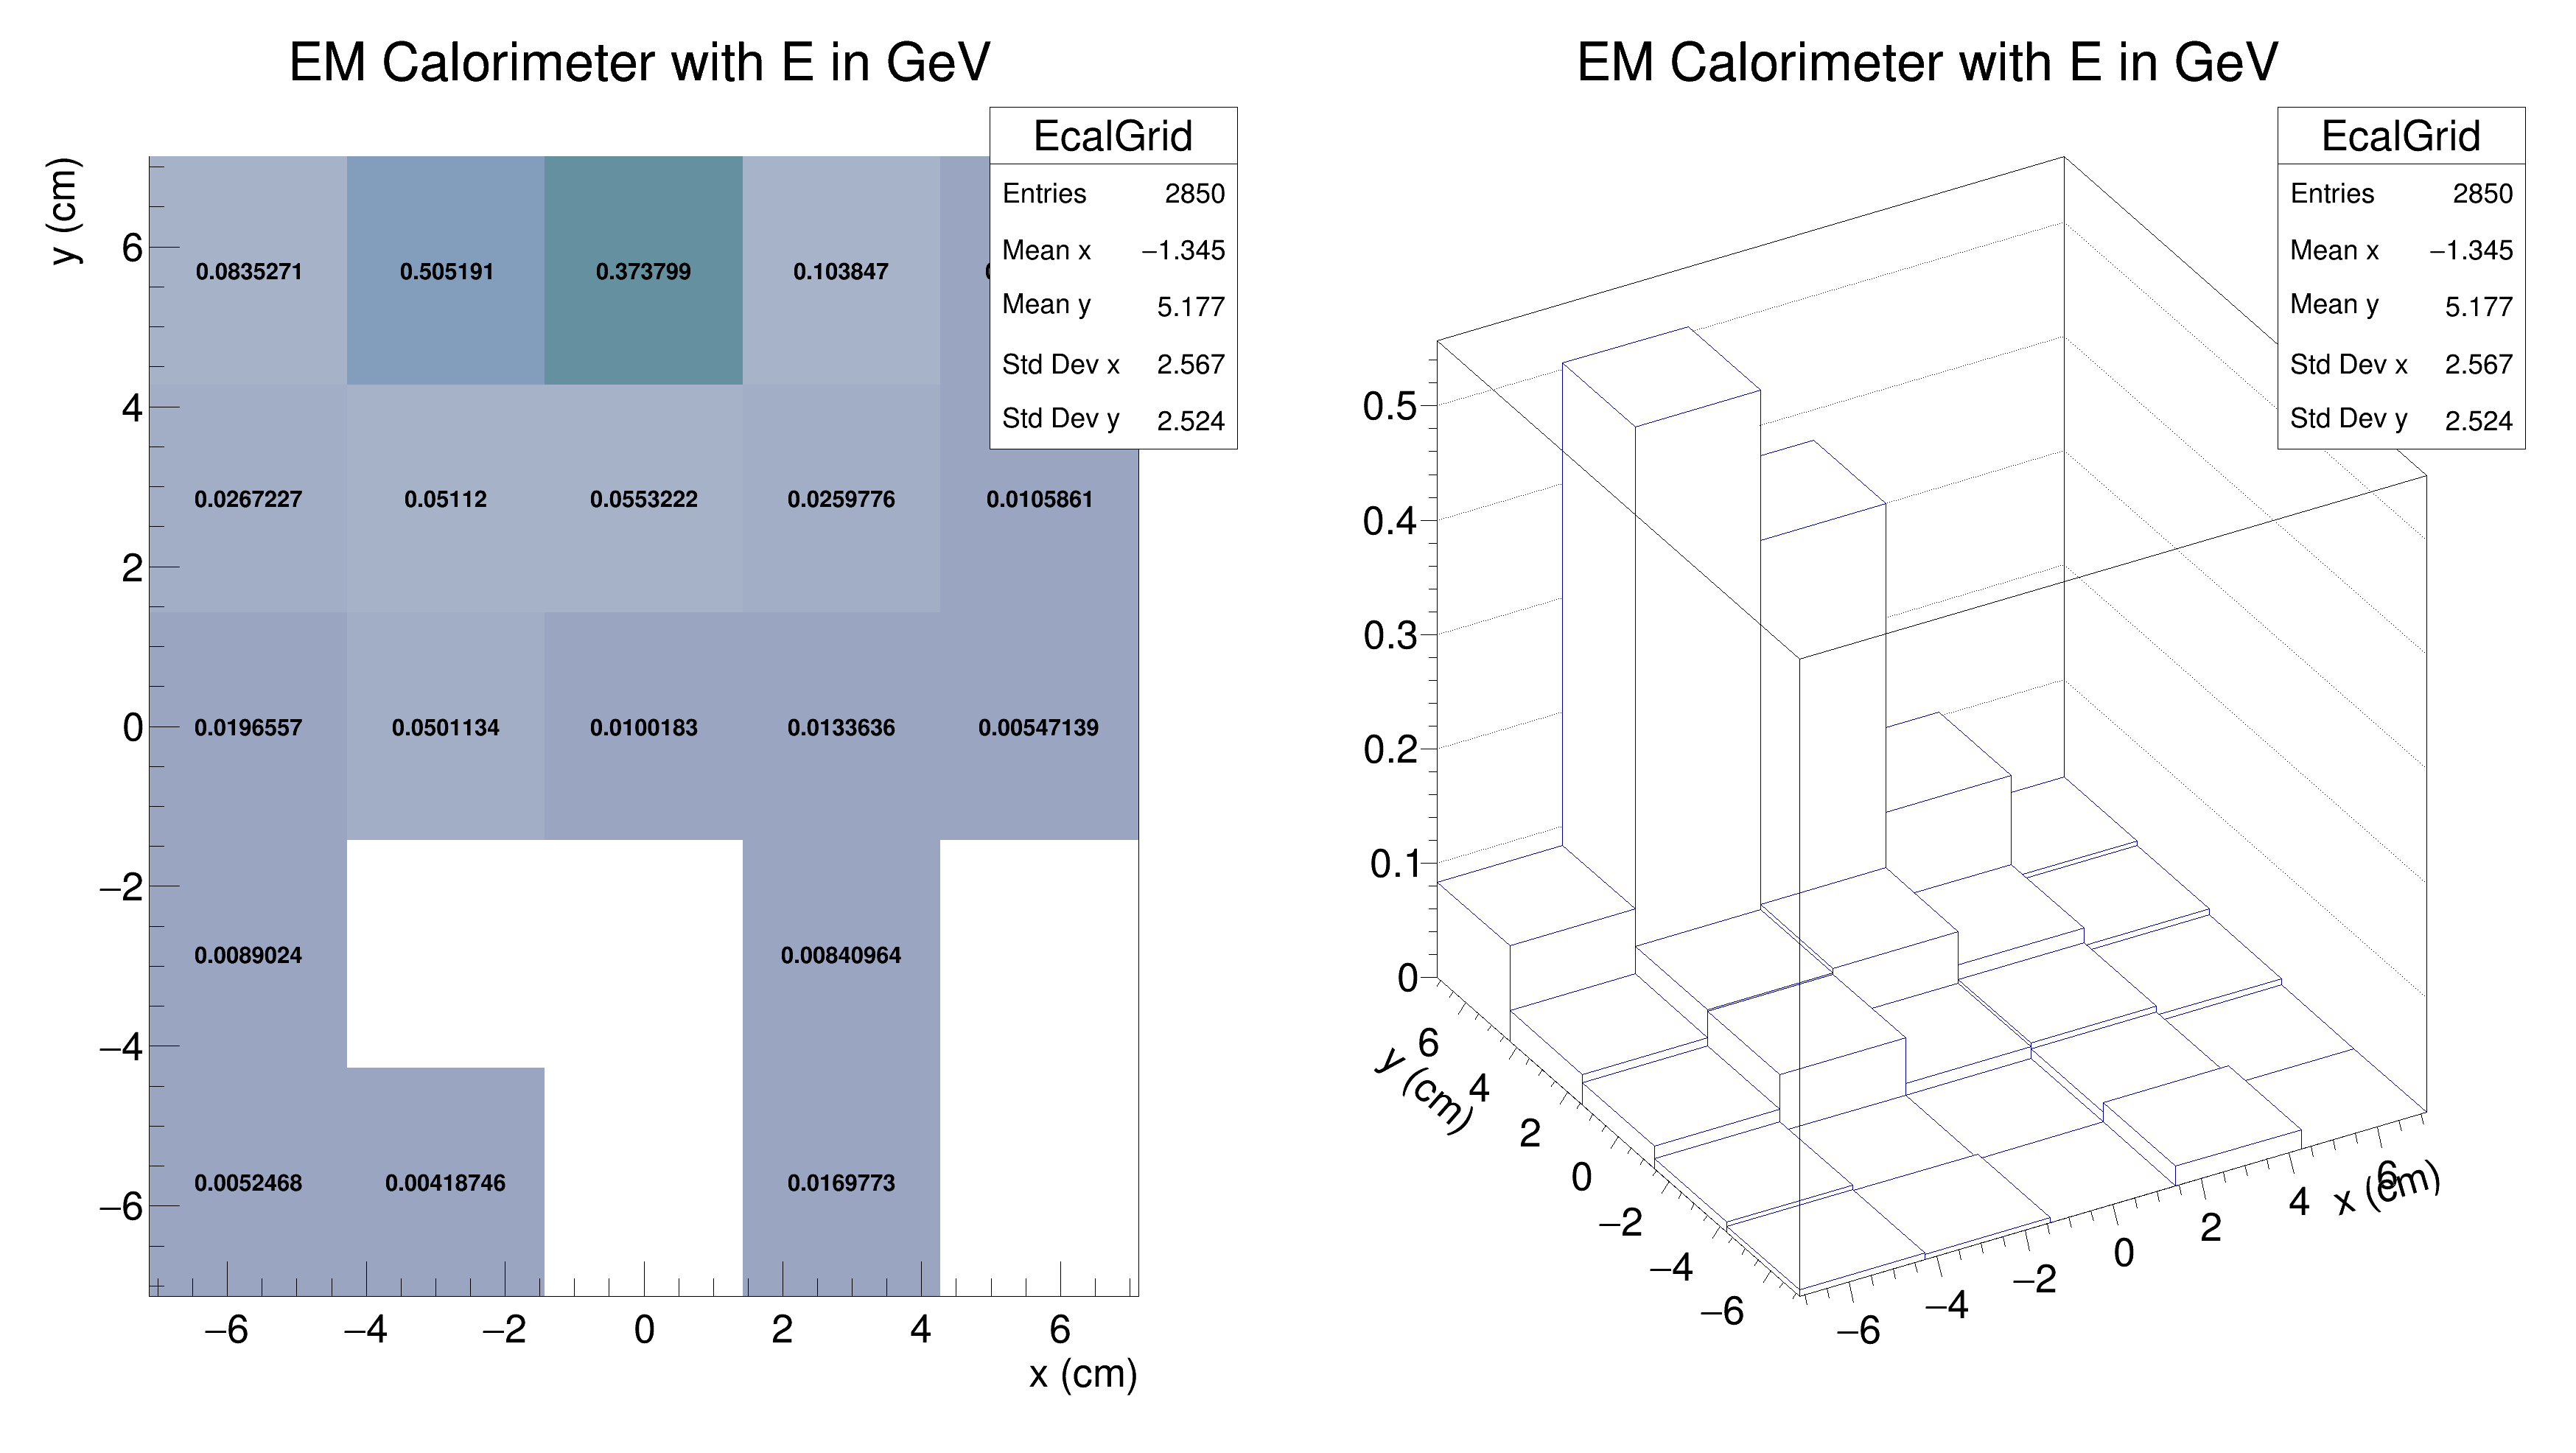 EM Calorimeter with E in GeV
EcalGrid
Entries 2850
Mean x −1.345
Mean y 5.177
Std Dev x 2.567
Std Dev y 2.524
y (cm)
6
4
2
0
−2
−4
−6
0.0835271 0.505191 0.373799 0.103847
0.0267227 0.05112 0.0553222 0.0259776 0.0105861
0.0196557 0.0501134 0.0100183 0.0133636 0.00547139
0.0089024 0.00840964
0.0052468 0.00418746 0.0169773
−6 −4 −2 0 2 4 6
x (cm)
EM Calorimeter with E in GeV
EcalGrid
Entries 2850
Mean x −1.345
Mean y 5.177
Std Dev x 2.567
Std Dev y 2.524
0.5
0.4
0.3
0.2
0.1
0
y (cm)
6
4
2
0
−2
−4
−6
−6 −4 −2 0 2 4 6
x (cm)